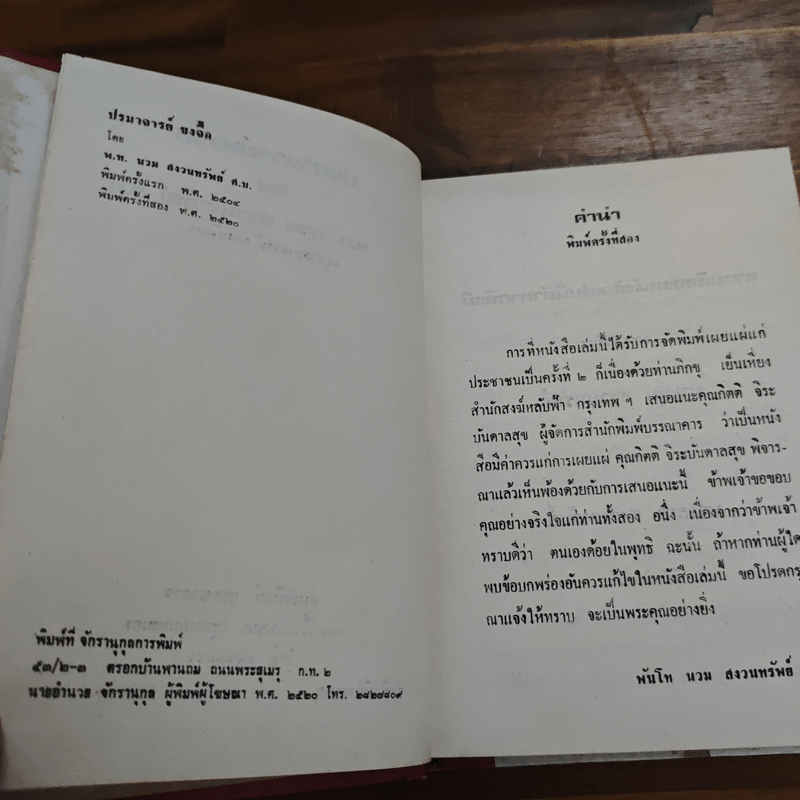 ปรมาจารย์ ขงจื๊อ
โดย
พ.ท. นวม สงวนทรัพย์ ศ.บ.
พิมพ์ครั้งแรก พ.ศ. ๒๕๐๔
พิมพ์ครั้งที่สอง พ.ศ. ๒๕๒๐
พิมพ์ที่ จักรานุกูลการพิมพ์
๕๓/๒-๓ ตรอกบ้านพานถม ถนนพระสุเมรุ ก.ท. ๒
นายอำนวย จักรานุกูล ผู้พิมพ์ผู้โฆษณา พ.ศ. ๒๕๒๐ โทร. ๒๘๒๘๘๐๙
คำนำ
พิมพ์ครั้งที่สอง
การที่หนังสือเล่มนี้ได้รับการจัดพิมพ์เผยแผ่แก่
ประชาชนเป็นครั้งที่ ๒ ก็เนื่องด้วยท่านภิกขุ เย็นเหี่ยง
สำนักสงฆ์หลับฟ้า กรุงเทพ ฯ เสนอแนะคุณกิตติ จิระ
บันดาลสุข ผู้จัดการสำนักพิมพ์บรรณาคาร ว่าเป็นหนัง
สือมีค่าควรแก่การเผยแผ่ คุณกิตติ จิระบันดาลสุข พิจาร-
ณาแล้วเห็นพ้องด้วยกับการเสนอแนะนี้ ข้าพเจ้าขอขอบ
คุณอย่างจริงใจแก่ท่านทั้งสอง อนึ่ง เนื่องจากว่าข้าพเจ้า
ทราบดีว่า ตนเองด้อยในพุทธิ ฉะนั้น ถ้าหากท่านผู้ใด
พบข้อบกพร่องอันควรแก้ไขในหนังสือเล่มนี้ ขอโปรดกรุ
ณาแจ้งให้ทราบ จะเป็นพระคุณอย่างยิ่ง
พันโท นวม สงวนทรัพย์